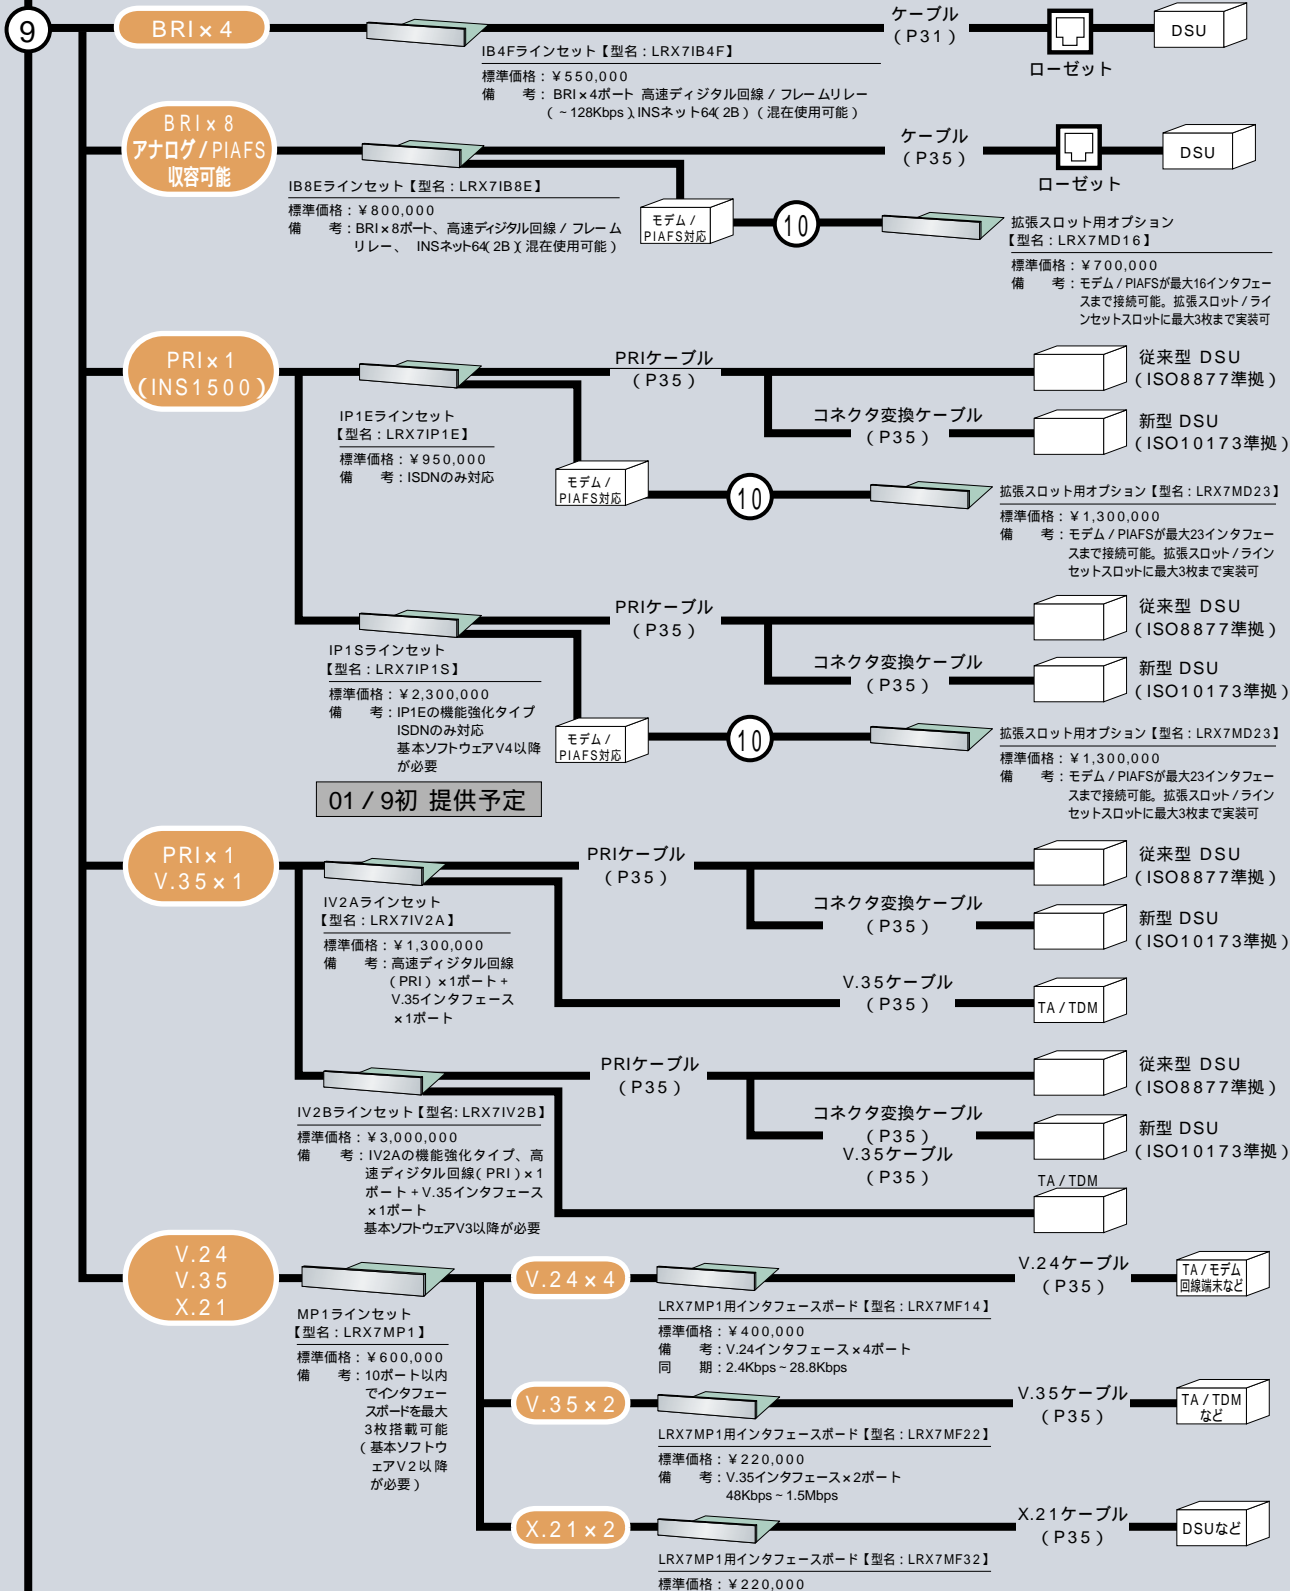 9
BRI×4
ケーブル
(P31)
DSU
ローゼット
IB4Fラインセット【型名:LRX7IB4F】
標準価格:¥550,000
備　考:BRI×4ポート 高速ディジタル回線/フレームリレー
(~128Kbps)、INSネット64(2B)(混在使用可能)
BRI×8
アナログ/PIAFS
収容可能
ケーブル
(P35)
DSU
ローゼット
IB8Eラインセット【型名:LRX7IB8E】
標準価格:¥800,000
備　考:BRI×8ポート、高速ディジタル回線/フレーム
リレー、 INSネット64(2B)(混在使用可能)
モデム/
PIAFS対応
10
拡張スロット用オプション
【型名:LRX7MD16】
標準価格:¥700,000
備　考:モデム/PIAFSが最大16インタフェー
スまで接続可能。拡張スロット/ライ
ンセットスロットに最大3枚まで実装可
PRI×1
(INS1500)
PRIケーブル
(P35)
従来型 DSU
(ISO8877準拠)
コネクタ変換ケーブル
(P35)
新型 DSU
(ISO10173準拠)
IP1Eラインセット
【型名:LRX7IP1E】
標準価格:¥950,000
備　考:ISDNのみ対応
モデム/
PIAFS対応
10
拡張スロット用オプション【型名:LRX7MD23】
標準価格:¥1,300,000
備　考:モデム/PIAFSが最大23インタフェー
スまで接続可能。拡張スロット/ライン
セットスロットに最大3枚まで実装可
PRIケーブル
(P35)
従来型 DSU
(ISO8877準拠)
コネクタ変換ケーブル
(P35)
新型 DSU
(ISO10173準拠)
IP1Sラインセット
【型名:LRX7IP1S】
標準価格:¥2,300,000
備　考:IP1Eの機能強化タイプ
ISDNのみ対応
基本ソフトウェアV4以降
が必要
モデム/
PIAFS対応
10
拡張スロット用オプション【型名:LRX7MD23】
標準価格:¥1,300,000
備　考:モデム/PIAFSが最大23インタフェー
スまで接続可能。拡張スロット/ライン
セットスロットに最大3枚まで実装可
01/9初 提供予定
PRI×1
V.35×1
PRIケーブル
(P35)
従来型 DSU
(ISO8877準拠)
コネクタ変換ケーブル
(P35)
新型 DSU
(ISO10173準拠)
IV2Aラインセット
【型名:LRX7IV2A】
標準価格:¥1,300,000
備　考:高速ディジタル回線
(PRI)×1ポート+
V.35インタフェース
×1ポート
V.35ケーブル
(P35)
TA/TDM
PRIケーブル
(P35)
従来型 DSU
(ISO8877準拠)
コネクタ変換ケーブル
(P35)
新型 DSU
(ISO10173準拠)
V.35ケーブル
(P35)
TA/TDM
IV2Bラインセット【型名:LRX7IV2B】
標準価格:¥3,000,000
備　考:IV2Aの機能強化タイプ、高
速ディジタル回線(PRI)×1
ポート+V.35インタフェース
×1ポート
基本ソフトウェアV3以降が必要
V.24
V.35
X.21
MP1ラインセット
【型名:LRX7MP1】
標準価格:¥600,000
備　考:10ポート以内
でインタフェー
スボードを最大
3枚搭載可能
(基本ソフトウ
ェアV2以降
が必要)
V.24×4
V.24ケーブル
(P35)
TA/モデム
回線端末など
LRX7MP1用インタフェースボード【型名:LRX7MF14】
標準価格:¥400,000
備　考:V.24インタフェース×4ポート
同　期:2.4Kbps~28.8Kbps
V.35×2
V.35ケーブル
(P35)
TA/TDM
など
LRX7MP1用インタフェースボード【型名:LRX7MF22】
標準価格:¥220,000
備　考:V.35インタフェース×2ポート
48Kbps~1.5Mbps
X.21×2
X.21ケーブル
(P35)
DSUなど
LRX7MP1用インタフェースボード【型名:LRX7MF32】
標準価格:¥220,000